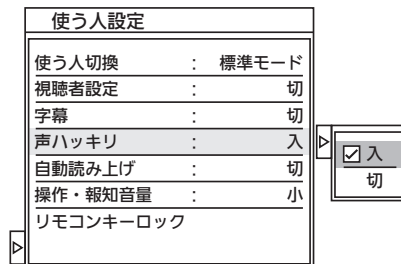 使う人設定
使う人切換 : 標準モード
視聴者設定 : 切
字幕 : 切
声ハッキリ : 入
自動読み上げ : 切
操作・報知音量 : 小
リモコンキーロック
入
切